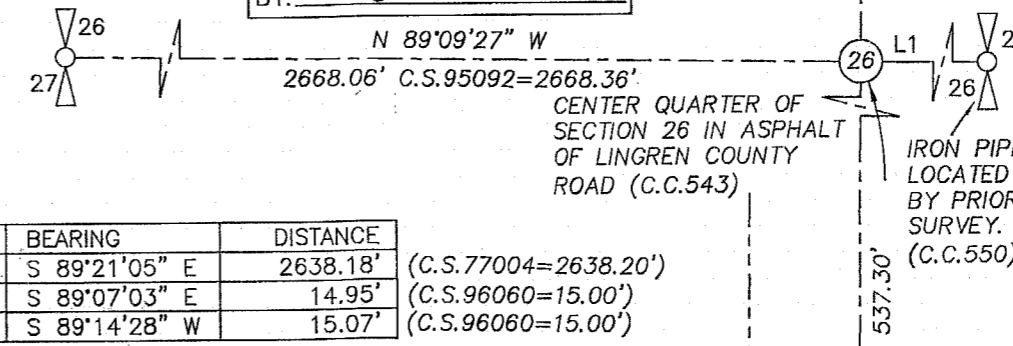 BY:
26
27
N 89°09'27" W
2668.06' C.S.95092=2668.36'
26
L1
26
CENTER QUARTER OF
SECTION 26 IN ASPHALT
OF LINGREN COUNTY
ROAD (C.C.543)
IRON PIPE
LOCATED
BY PRIOR
SURVEY.
(C.C.550)
537.30'
BEARING DISTANCE
S 89°21'05" E 2638.18' (C.S.77004=2638.20')
S 89°07'03" E 14.95' (C.S.96060=15.00')
S 89°14'28" W 15.07' (C.S.96060=15.00')